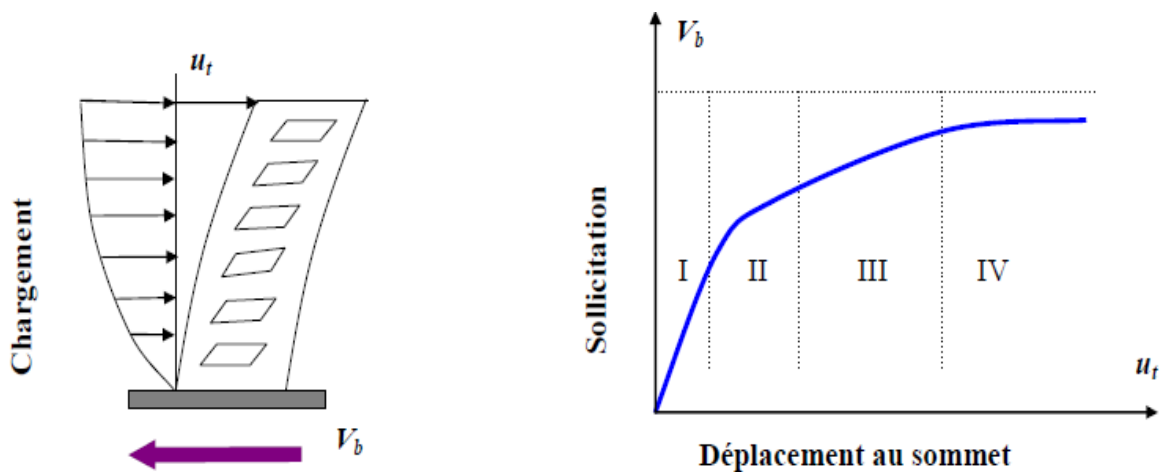 u_t
Chargement
V_b
V_b
Sollicitation
I II III IV
u_t
Déplacement au sommet